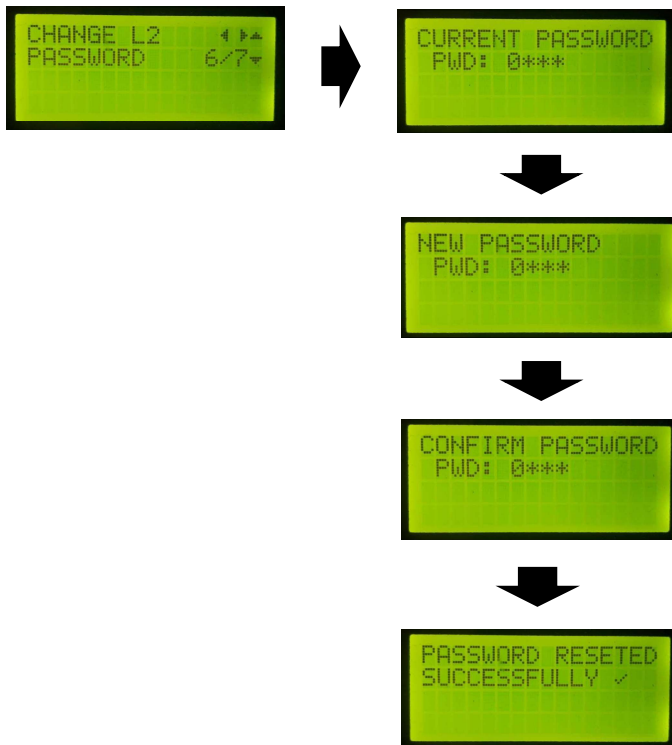 CHANGE L2
PASSWORD 6/7
CURRENT PASSWORD
PWD: 0***
NEW PASSWORD
PWD: 0***
CONFIRM PASSWORD
PWD: 0***
PASSWORD RESETED
SUCCESSFULLY ✓